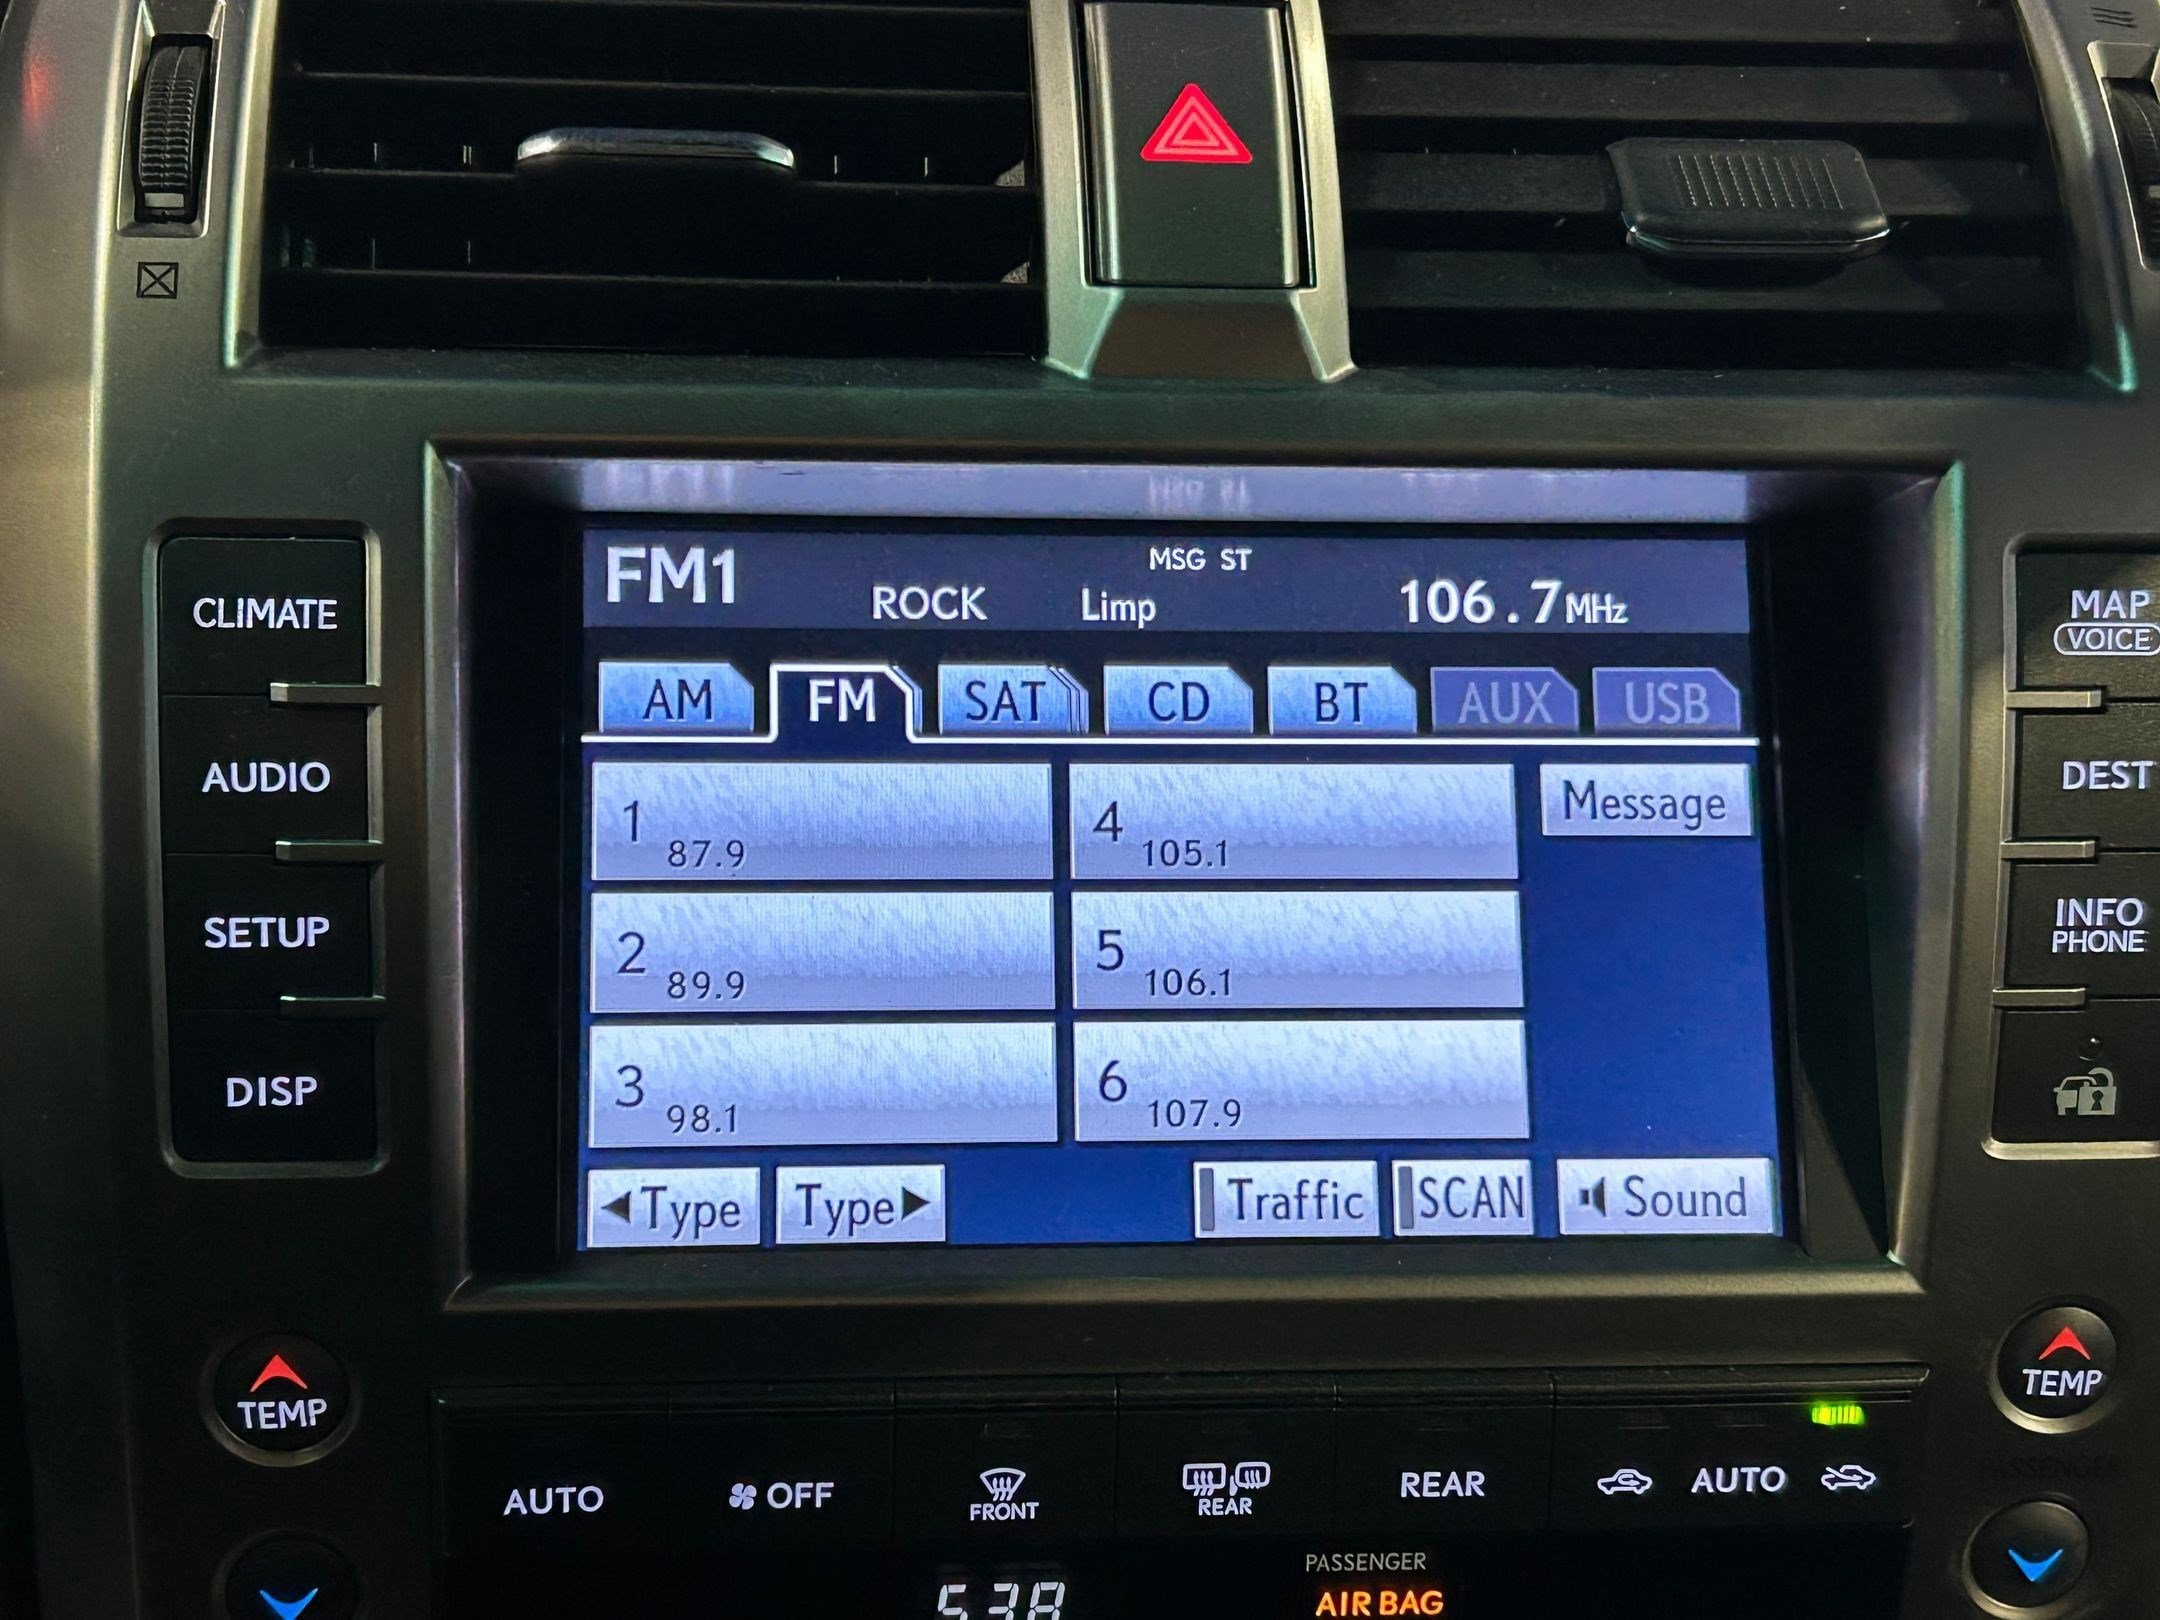 FM1
MSG ST
ROCK Limp 106.7MHz
AM FM SAT CD BT AUX USB
1 87.9
4 105.1
Message
2 89.9
5 106.1
3 98.1
6 107.9
Type Type Traffic SCAN Sound
CLIMATE
AUDIO
SETUP
DISP
MAP
VOICE
DEST
INFO
PHONE
TEMP
TEMP
AUTO OFF FRONT REAR REAR AUTO
PASSENGER
5 38
AIR BAG